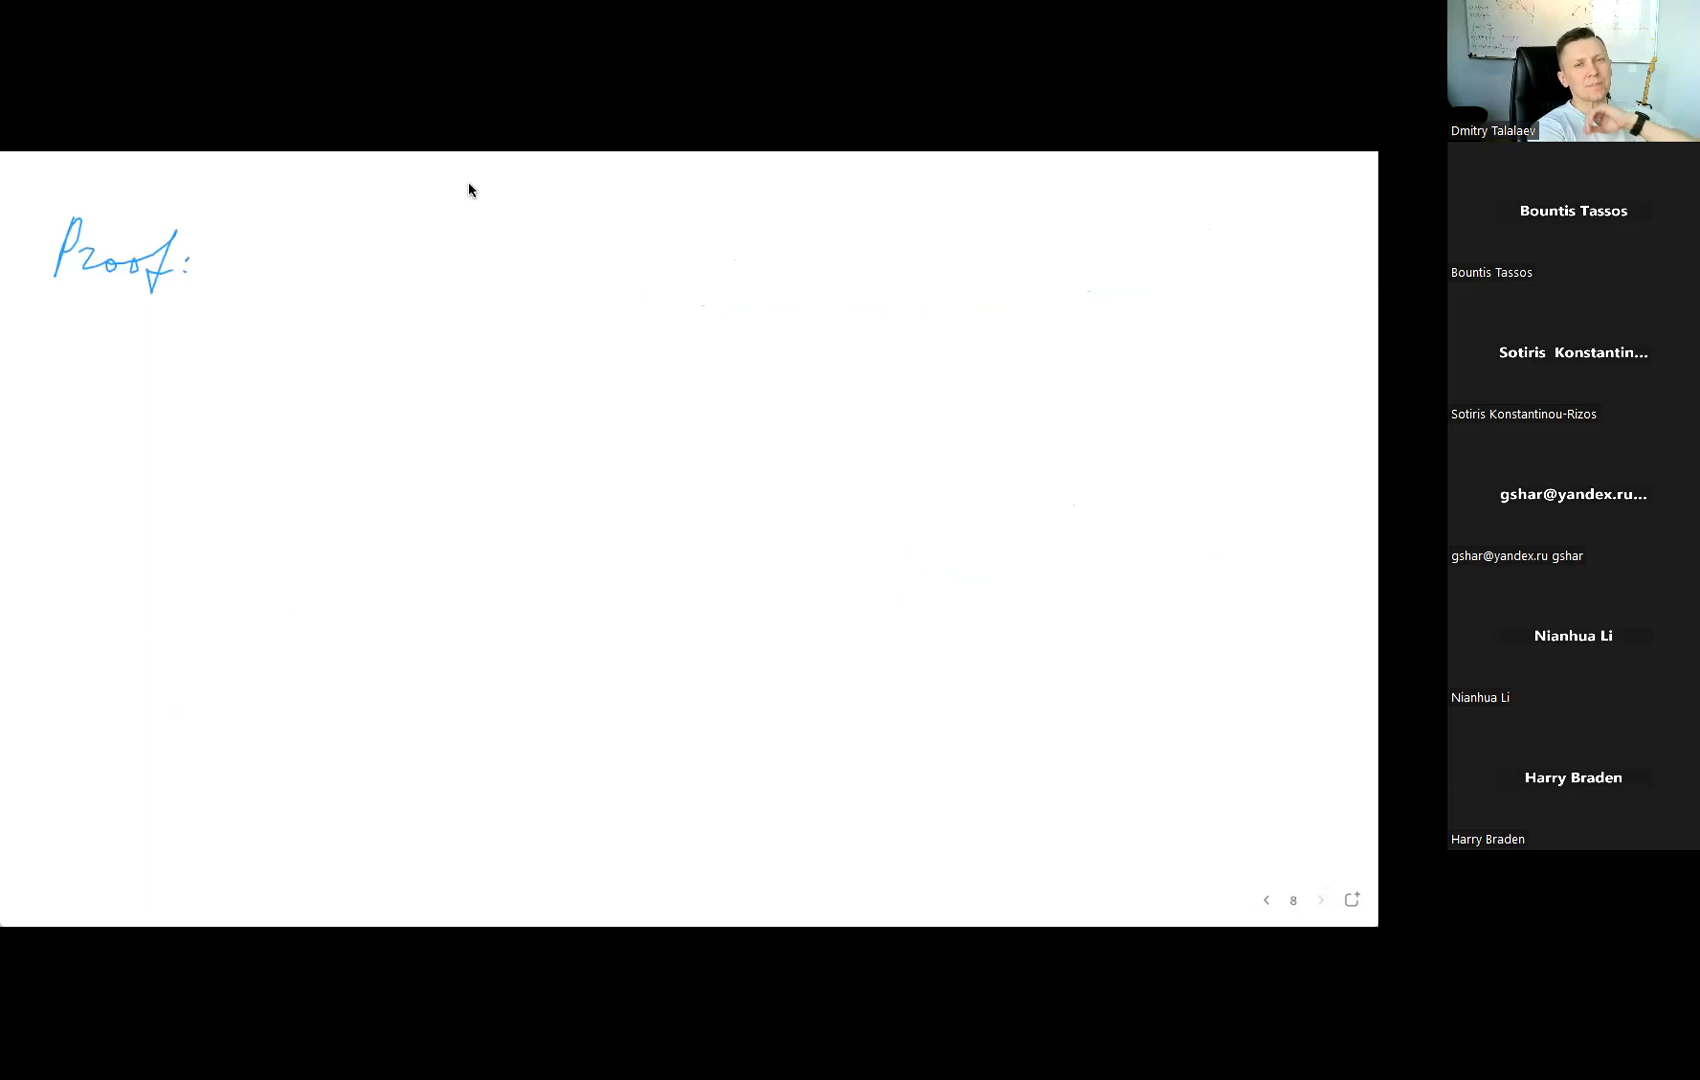 Dmitry Talalaev
Proof:
Bountis Tassos
Bountis Tassos
Sotiris Konstantin...
Sotiris Konstantinou-Rizos
gshar@yandex.ru...
gshar@yandex.ru gshar
Nianhua Li
Nianhua Li
Harry Braden
Harry Braden
8